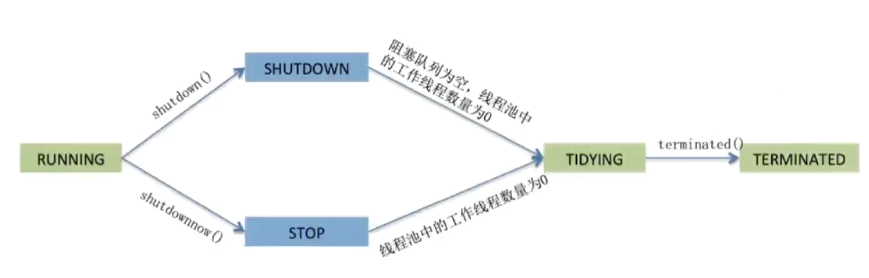 RUNNING
shutdown()
SHUTDOWN
阻塞队列为空，线程池中
的工作线程数量为0
shutdownnow()
STOP
线程池中的工作线程数量为0
TIDYING
terminated()
TERMINATED